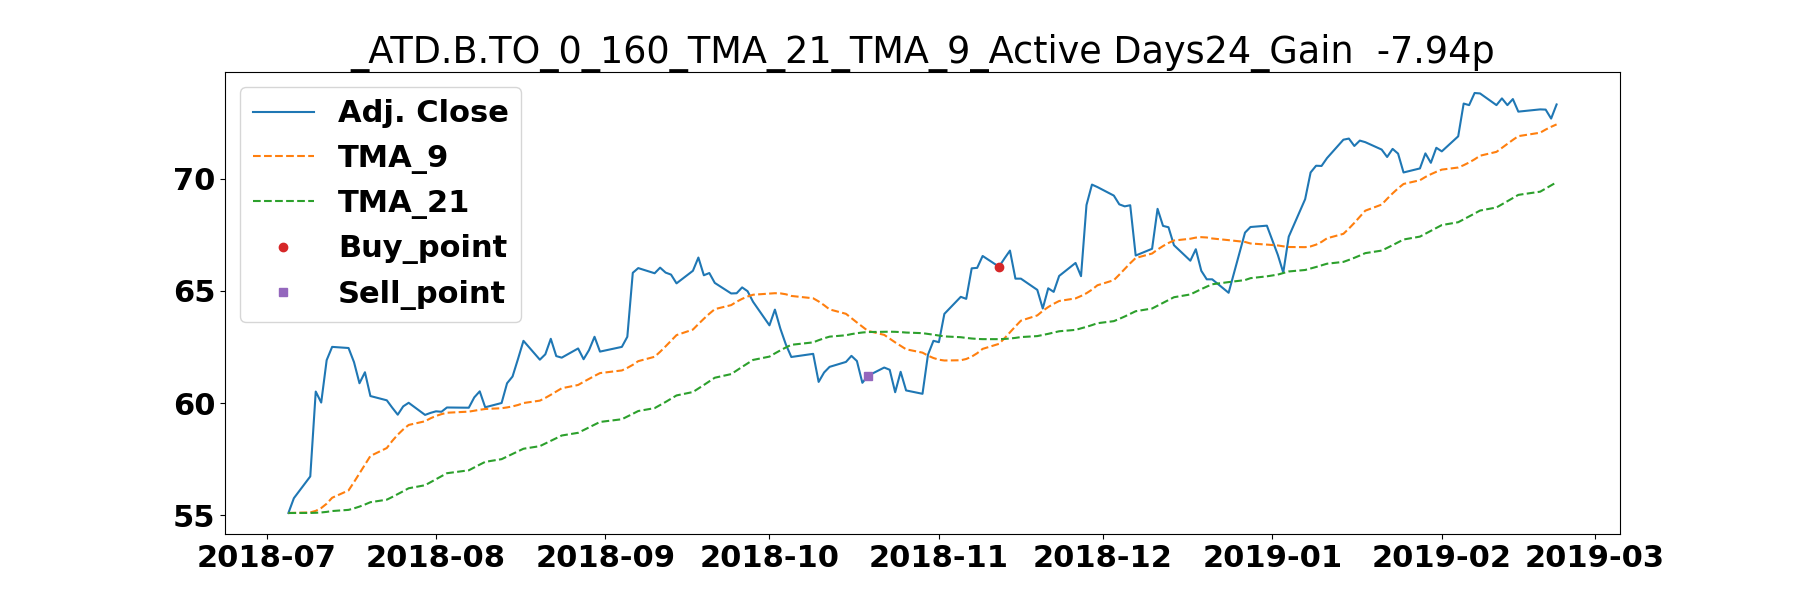 _ATD.B.TO_0_160_TMA_21_TMA_9_Active Days24_Gain  -7.94p
Adj. Close
TMA_9
TMA_21
Buy_point
Sell_point
70
65
60
55
2018-07 2018-08 2018-09 2018-10 2018-11 2018-12 2019-01 2019-02 2019-03